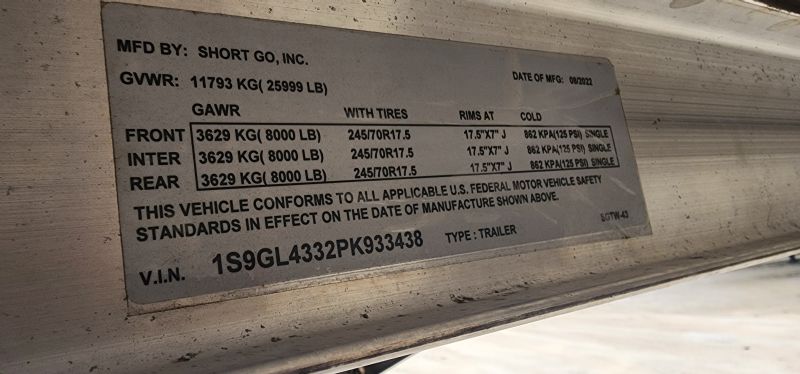 MFD BY: SHORT GO, INC.
GVWR: 11793 KG( 25999 LB) DATE OF MFG: 08/2022
GAWR WITH TIRES RIMS AT COLD
FRONT 3629 KG( 8000 LB) 245/70R17.5 17.5"X7" J 862 KPA(125 PSI) SINGLE
INTER 3629 KG( 8000 LB) 245/70R17.5 17.5"X7" J 862 KPA(125 PSI) SINGLE
REAR 3629 KG( 8000 LB) 245/70R17.5 17.5"X7" J 862 KPA(125 PSI) SINGLE
THIS VEHICLE CONFORMS TO ALL APPLICABLE U.S. FEDERAL MOTOR VEHICLE SAFETY
STANDARDS IN EFFECT ON THE DATE OF MANUFACTURE SHOWN ABOVE.
SGTW-43
V.I.N. 1S9GL4332PK933438 TYPE : TRAILER